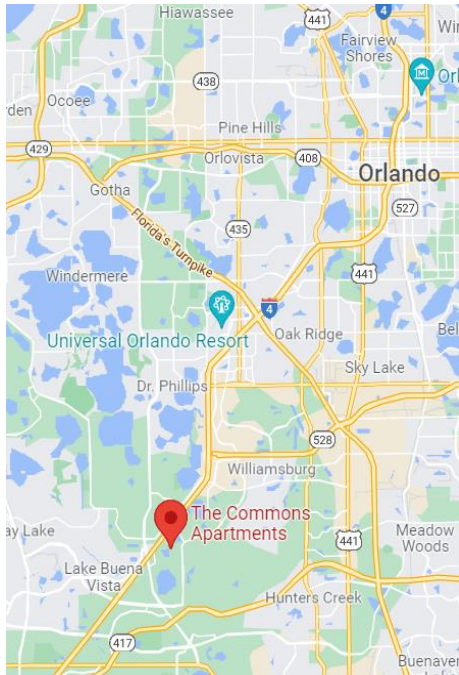 Hiawassee
441
4
Fairview
Shores
Win
Orl
438
Ocoee
rden
Pine Hills
429
Orlovista
408
Orlando
Gotha
527
435
Florida's Turnpike
441
Windermere
4
Universal Orlando Resort
Oak Ridge
Bel
Sky Lake
Dr. Phillips
528
Williamsburg
The Commons
Apartments
ay Lake
441
Meadow
Woods
Lake Buena
Vista
Hunters Creek
417
Buenaven